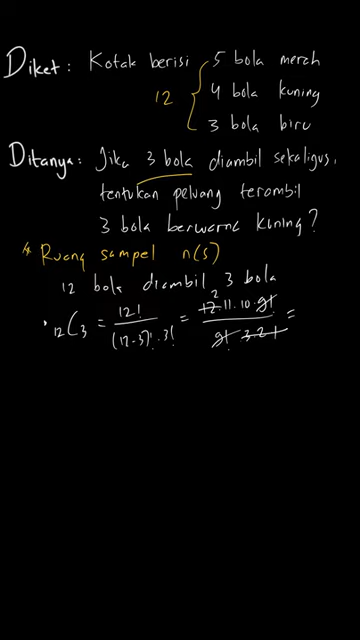 Diket : Kotak berisi 5 bola merah
12 4 bola kuning
3 bola biru
Ditanya : Jika 3 bola diambil sekaligus,
tentukan peluang terambil
3 bola berwarna kuning ?
* Ruang sampel n(s)
12 bola diambil 3 bola
• ₁₂C₃ = 12! / (12-3)! · 3! = 12² · 11 · 10 · 9! / 9! 3 · 2 · 1 =